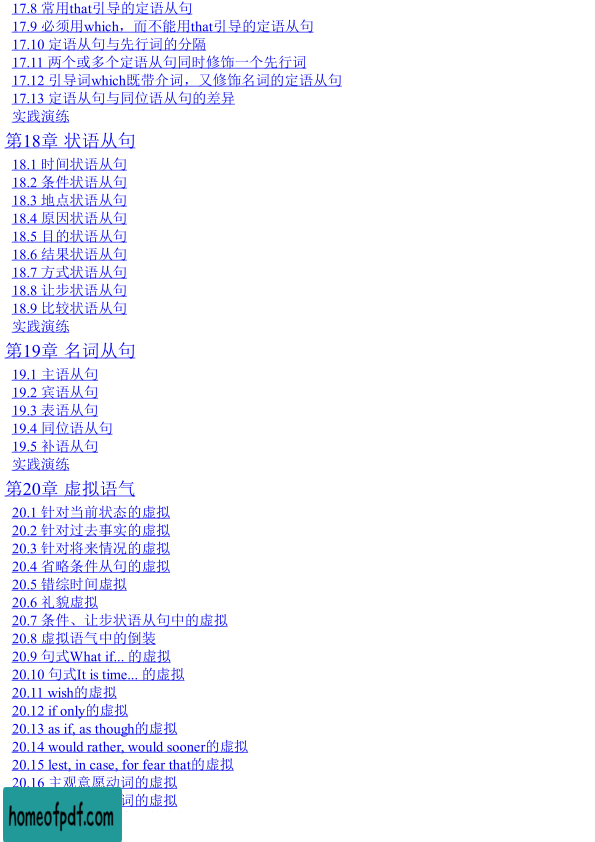 17.8 常用that引导的定语从句
17.9 必须用which，而不能用that引导的定语从句
17.10 定语从句与先行词的分隔
17.11 两个或多个定语从句同时修饰一个先行词
17.12 引导词which既带介词，又修饰名词的定语从句
17.13 定语从句与同位语从句的差异
实践演练
第18章 状语从句
18.1 时间状语从句
18.2 条件状语从句
18.3 地点状语从句
18.4 原因状语从句
18.5 目的状语从句
18.6 结果状语从句
18.7 方式状语从句
18.8 让步状语从句
18.9 比较状语从句
实践演练
第19章 名词从句
19.1 主语从句
19.2 宾语从句
19.3 表语从句
19.4 同位语从句
19.5 补语从句
实践演练
第20章 虚拟语气
20.1 针对当前状态的虚拟
20.2 针对过去事实的虚拟
20.3 针对将来情况的虚拟
20.4 省略条件从句的虚拟
20.5 错综时间虚拟
20.6 礼貌虚拟
20.7 条件、让步状语从句中的虚拟
20.8 虚拟语气中的倒装
20.9 句式What if... 的虚拟
20.10 句式It is time... 的虚拟
20.11 wish的虚拟
20.12 if only的虚拟
20.13 as if, as though的虚拟
20.14 would rather, would sooner的虚拟
20.15 lest, in case, for fear that的虚拟
20.16 主观意愿动词的虚拟
词的虚拟
homeofpdf.com